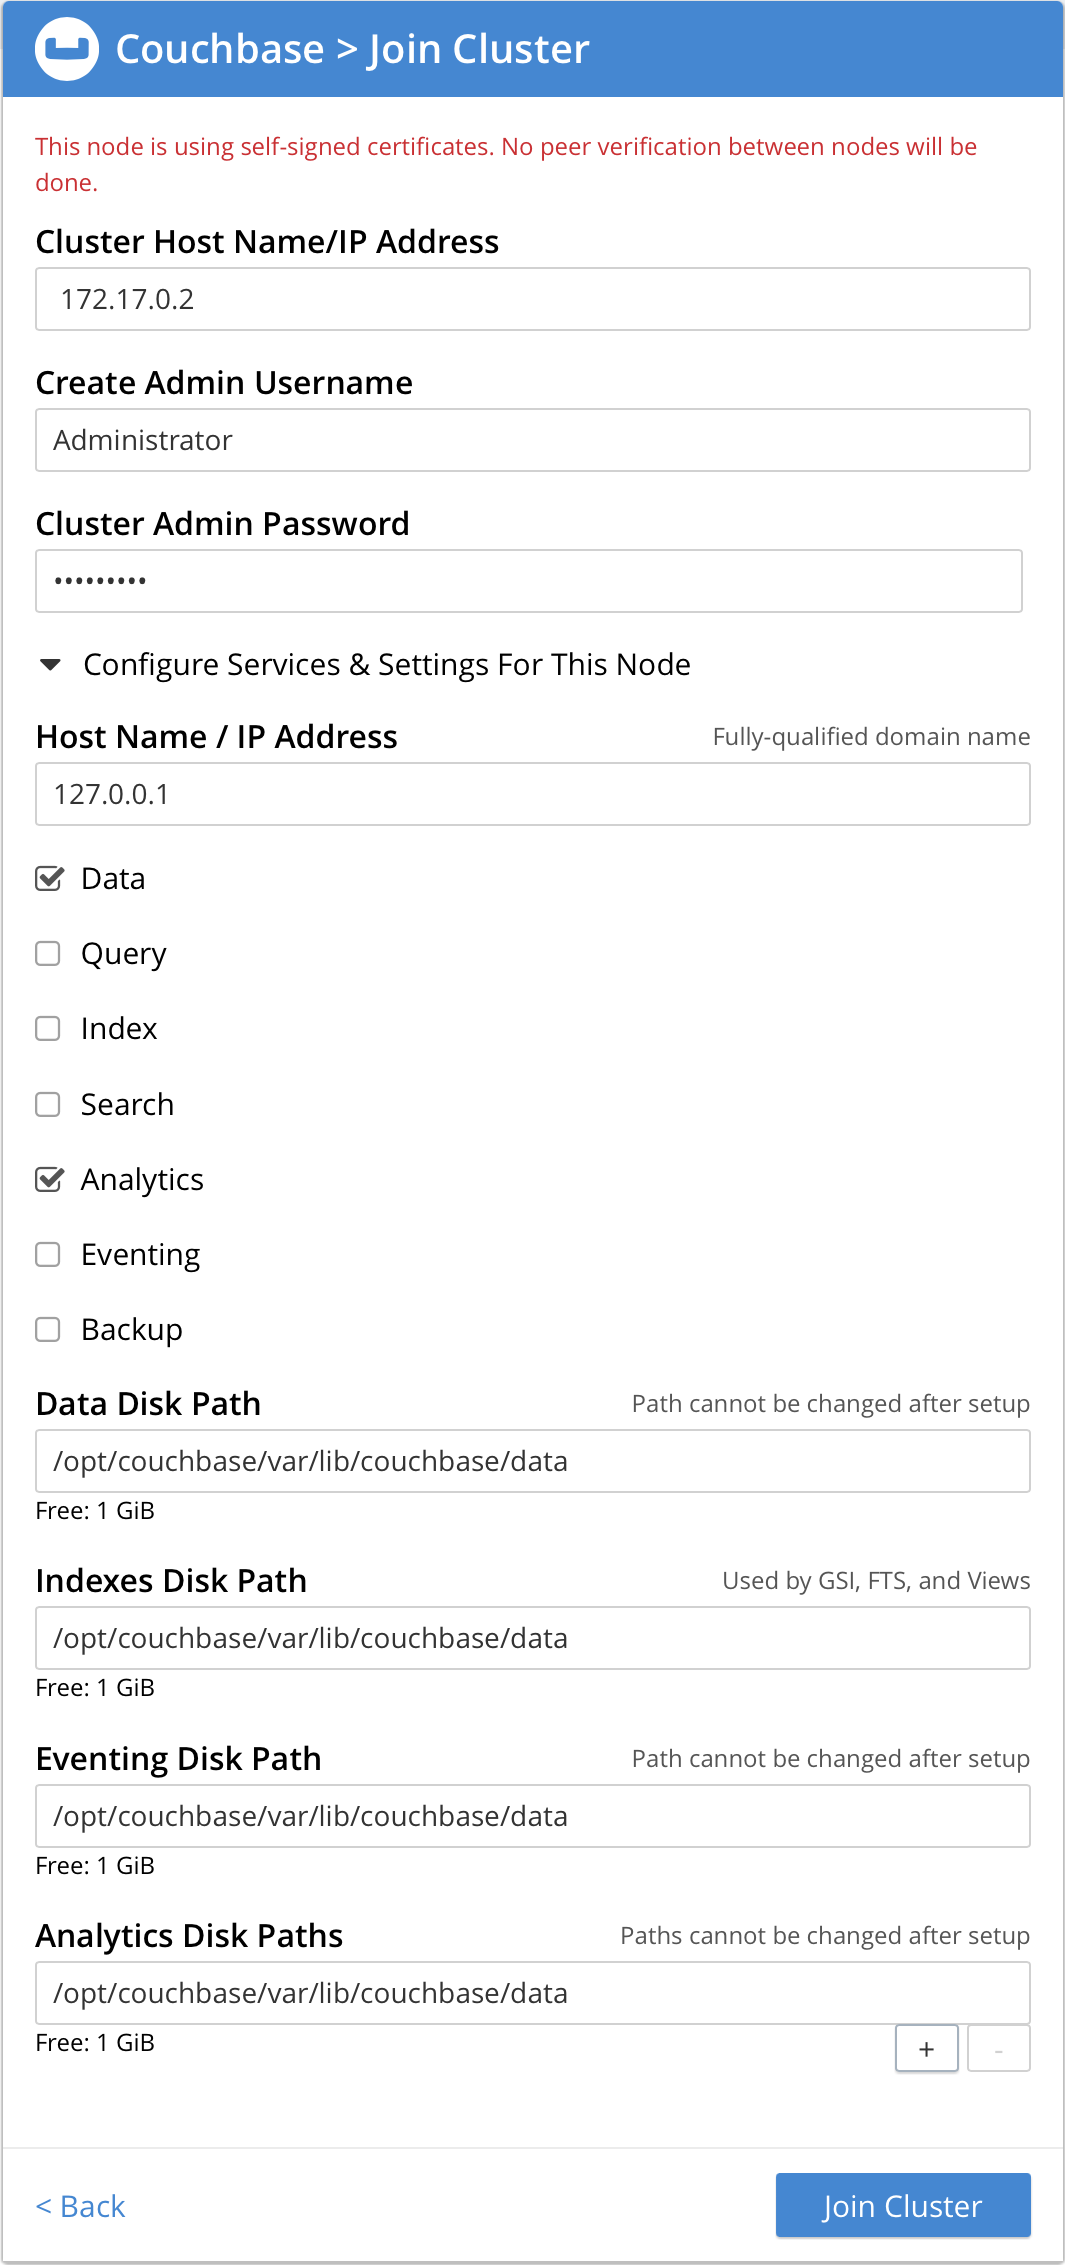 Couchbase > Join Cluster
This node is using self-signed certificates. No peer verification between nodes will be
done.
Cluster Host Name/IP Address
172.17.0.2
Create Admin Username
Administrator
Cluster Admin Password
•••••••••
Configure Services & Settings For This Node
Host Name / IP Address Fully-qualified domain name
127.0.0.1
Data
Query
Index
Search
Analytics
Eventing
Backup
Data Disk Path Path cannot be changed after setup
/opt/couchbase/var/lib/couchbase/data
Free: 1 GiB
Indexes Disk Path Used by GSI, FTS, and Views
/opt/couchbase/var/lib/couchbase/data
Free: 1 GiB
Eventing Disk Path Path cannot be changed after setup
/opt/couchbase/var/lib/couchbase/data
Free: 1 GiB
Analytics Disk Paths Paths cannot be changed after setup
/opt/couchbase/var/lib/couchbase/data
Free: 1 GiB + -
< Back Join Cluster